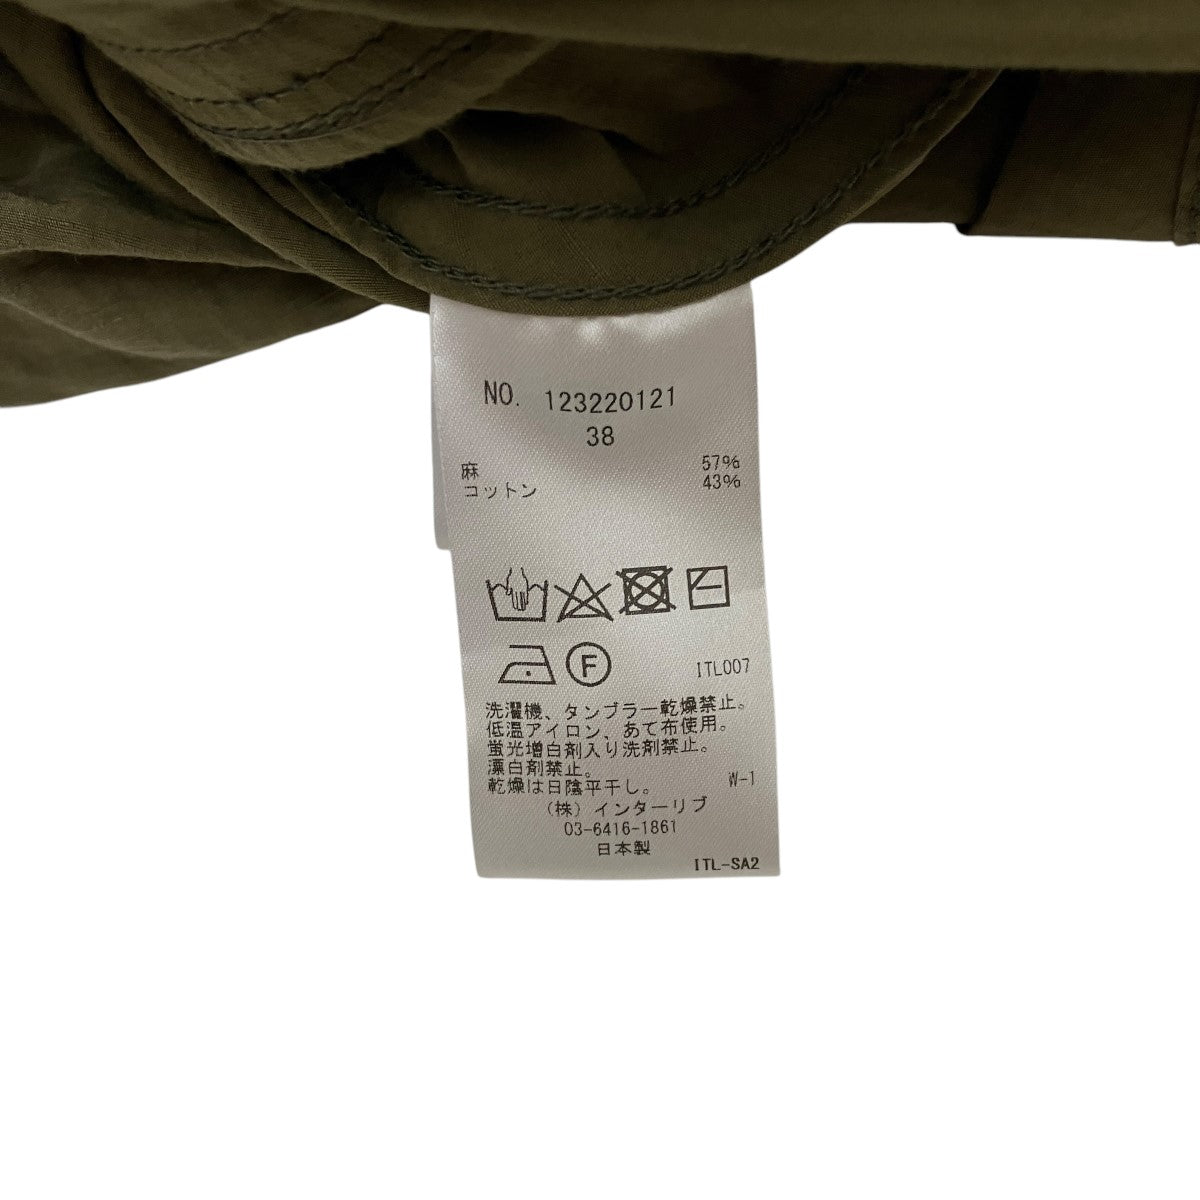 NO. 123220121
38
麻 57%
コットン 43%
F
ITL007
洗濯機、タンブラー乾燥禁止。
低温アイロン、あて布使用。
蛍光増白剤入り洗剤禁止。
漂白剤禁止。
乾燥は日陰平干し。 W-1
(株)インターリブ
03-6416-1861
日本製
ITL-SA2